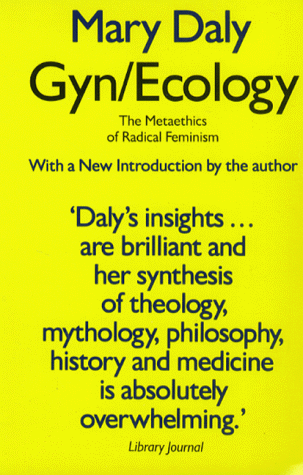 Mary Daly
Gyn/Ecology
The Metaethics
of Radical Feminism
With a New Introduction by the author
‘Daly’s insights ...
are brilliant and
her synthesis
of theology,
mythology, philosophy,
history and medicine
is absolutely
overwhelming.’
Library Journal